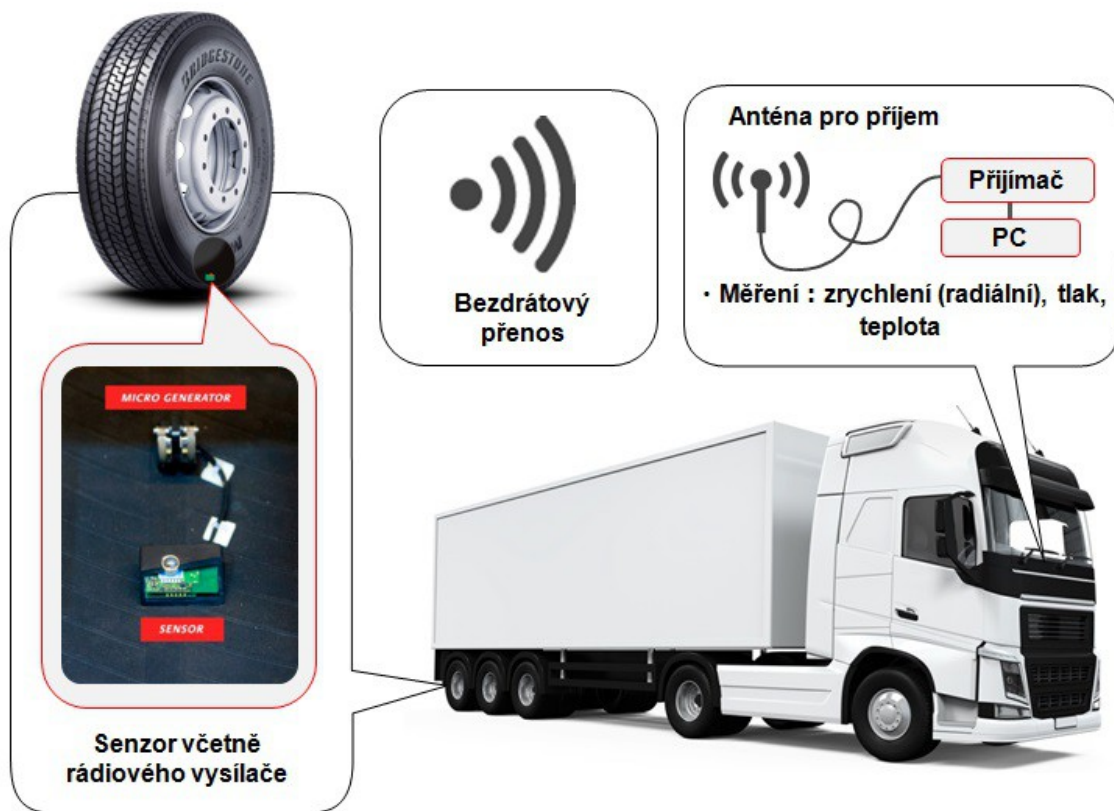 BRIDGESTONE
MICRO GENERATOR
SENSOR
Senzor včetně
rádiového vysílače
Bezdrátový
přenos
Anténa pro příjem
Přijímač
PC
· Měření : zrychlení (radiální), tlak,
teplota